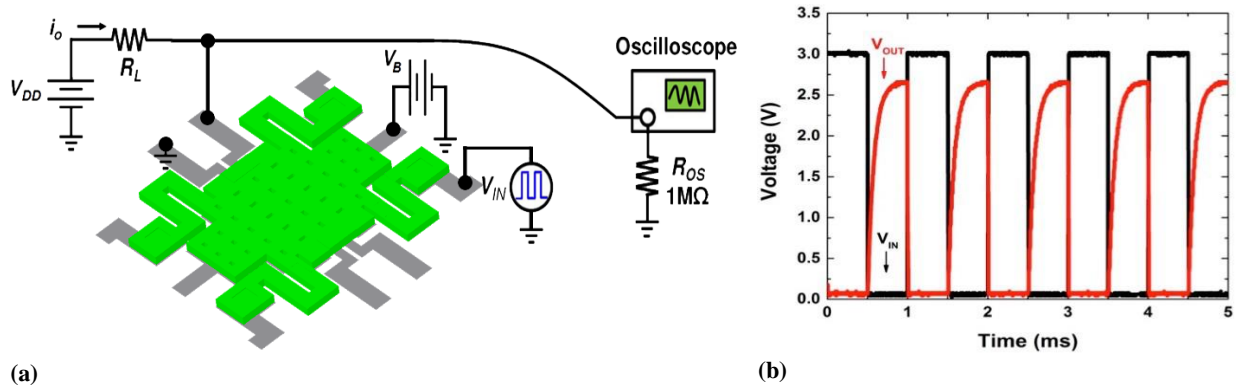 i_o
R_L
V_DD
V_B
V_IN
Oscilloscope
R_OS
1MΩ
(a)
3.5
3.0
2.5
2.0
1.5
1.0
0.5
0.0
Voltage (V)
V_OUT
V_IN
0 1 2 3 4 5
Time (ms)
(b)